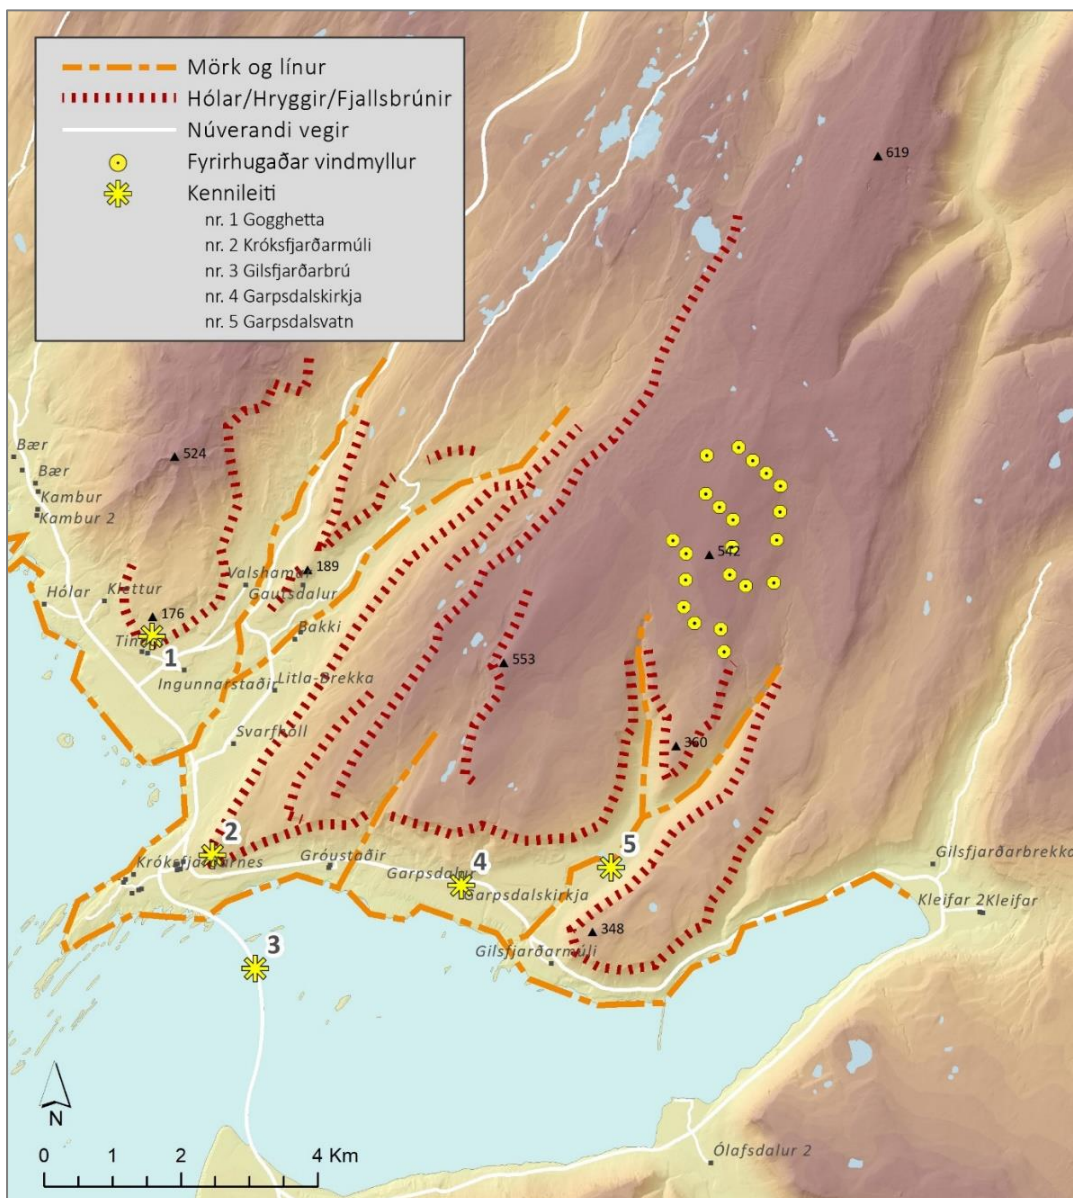 Mörk og línur
Hólar/Hryggir/Fjallsbrúnir
Núverandi vegir
Fyrirhugaðar vindmyllur
Kennileiti
nr. 1 Gogghetta
nr. 2 Króksfjarðarmúli
nr. 3 Gilsfjarðarbrú
nr. 4 Garpsdalskirkja
nr. 5 Garpsdalsvatn
619
Bær
524
Bær
Kambur
Kambur 2
542
189
Valshamar
Klettur
Gautsdalur
Hólar
176
Bakki
1
553
Ingunnarstaðir
Litla-Brekka
Svarfhóll
360
2
5
Króksfjarðarnes
Gróustaðir
4
Garpsdalur
Garpsdalskirkja
Gilsfjarðarbrekka
Kleifar 2
Kleifar
348
3
Gilsfjarðarmúli
N
0 2 4 Km
Ólafsdalur 2